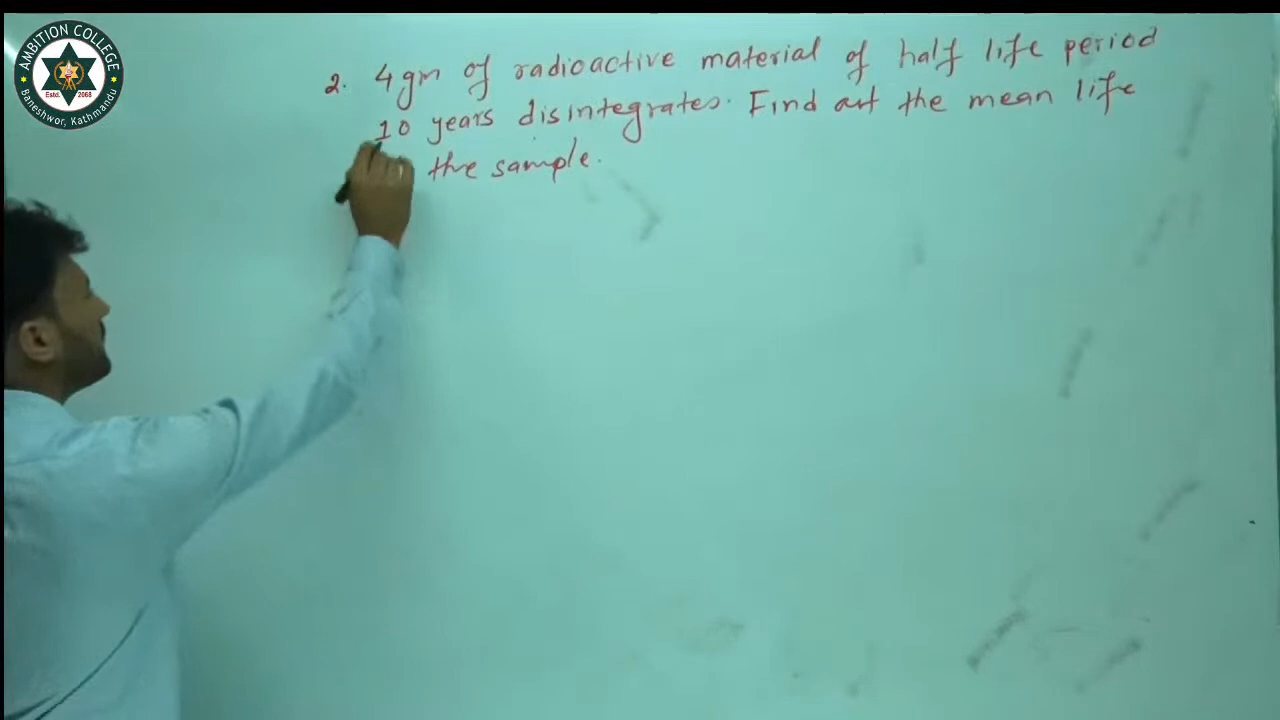 AMBITION COLLEGE
Estd. 2068
Baneshwor, Kathmandu
2. 4gm of radioactive material of half life period
10 years disintegrates. Find out the mean life
the sample.